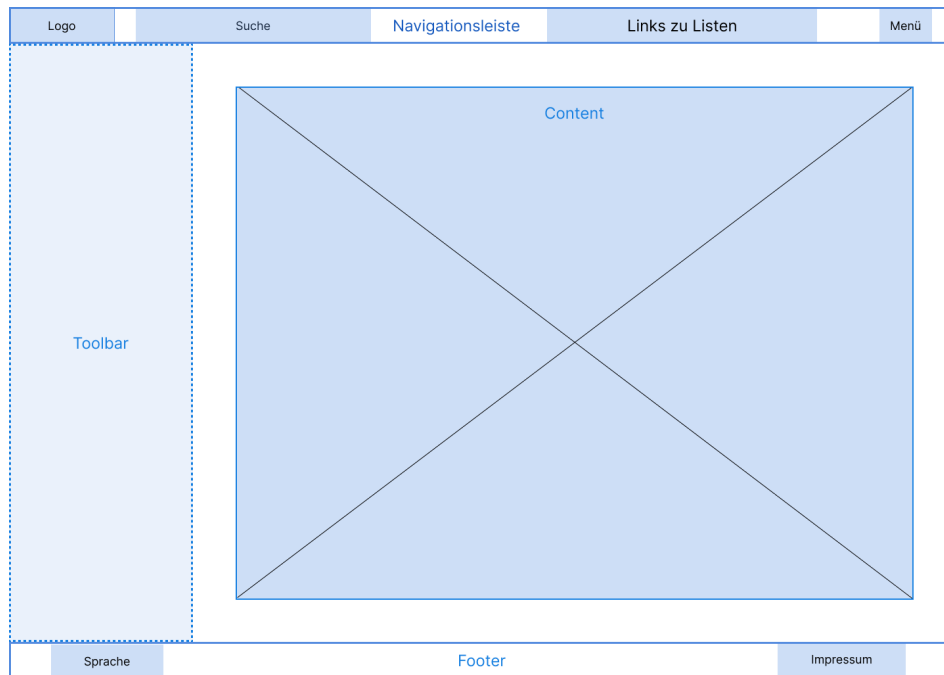 Logo
Suche
Navigationsleiste
Links zu Listen
Menü
Content
Toolbar
Sprache
Footer
Impressum